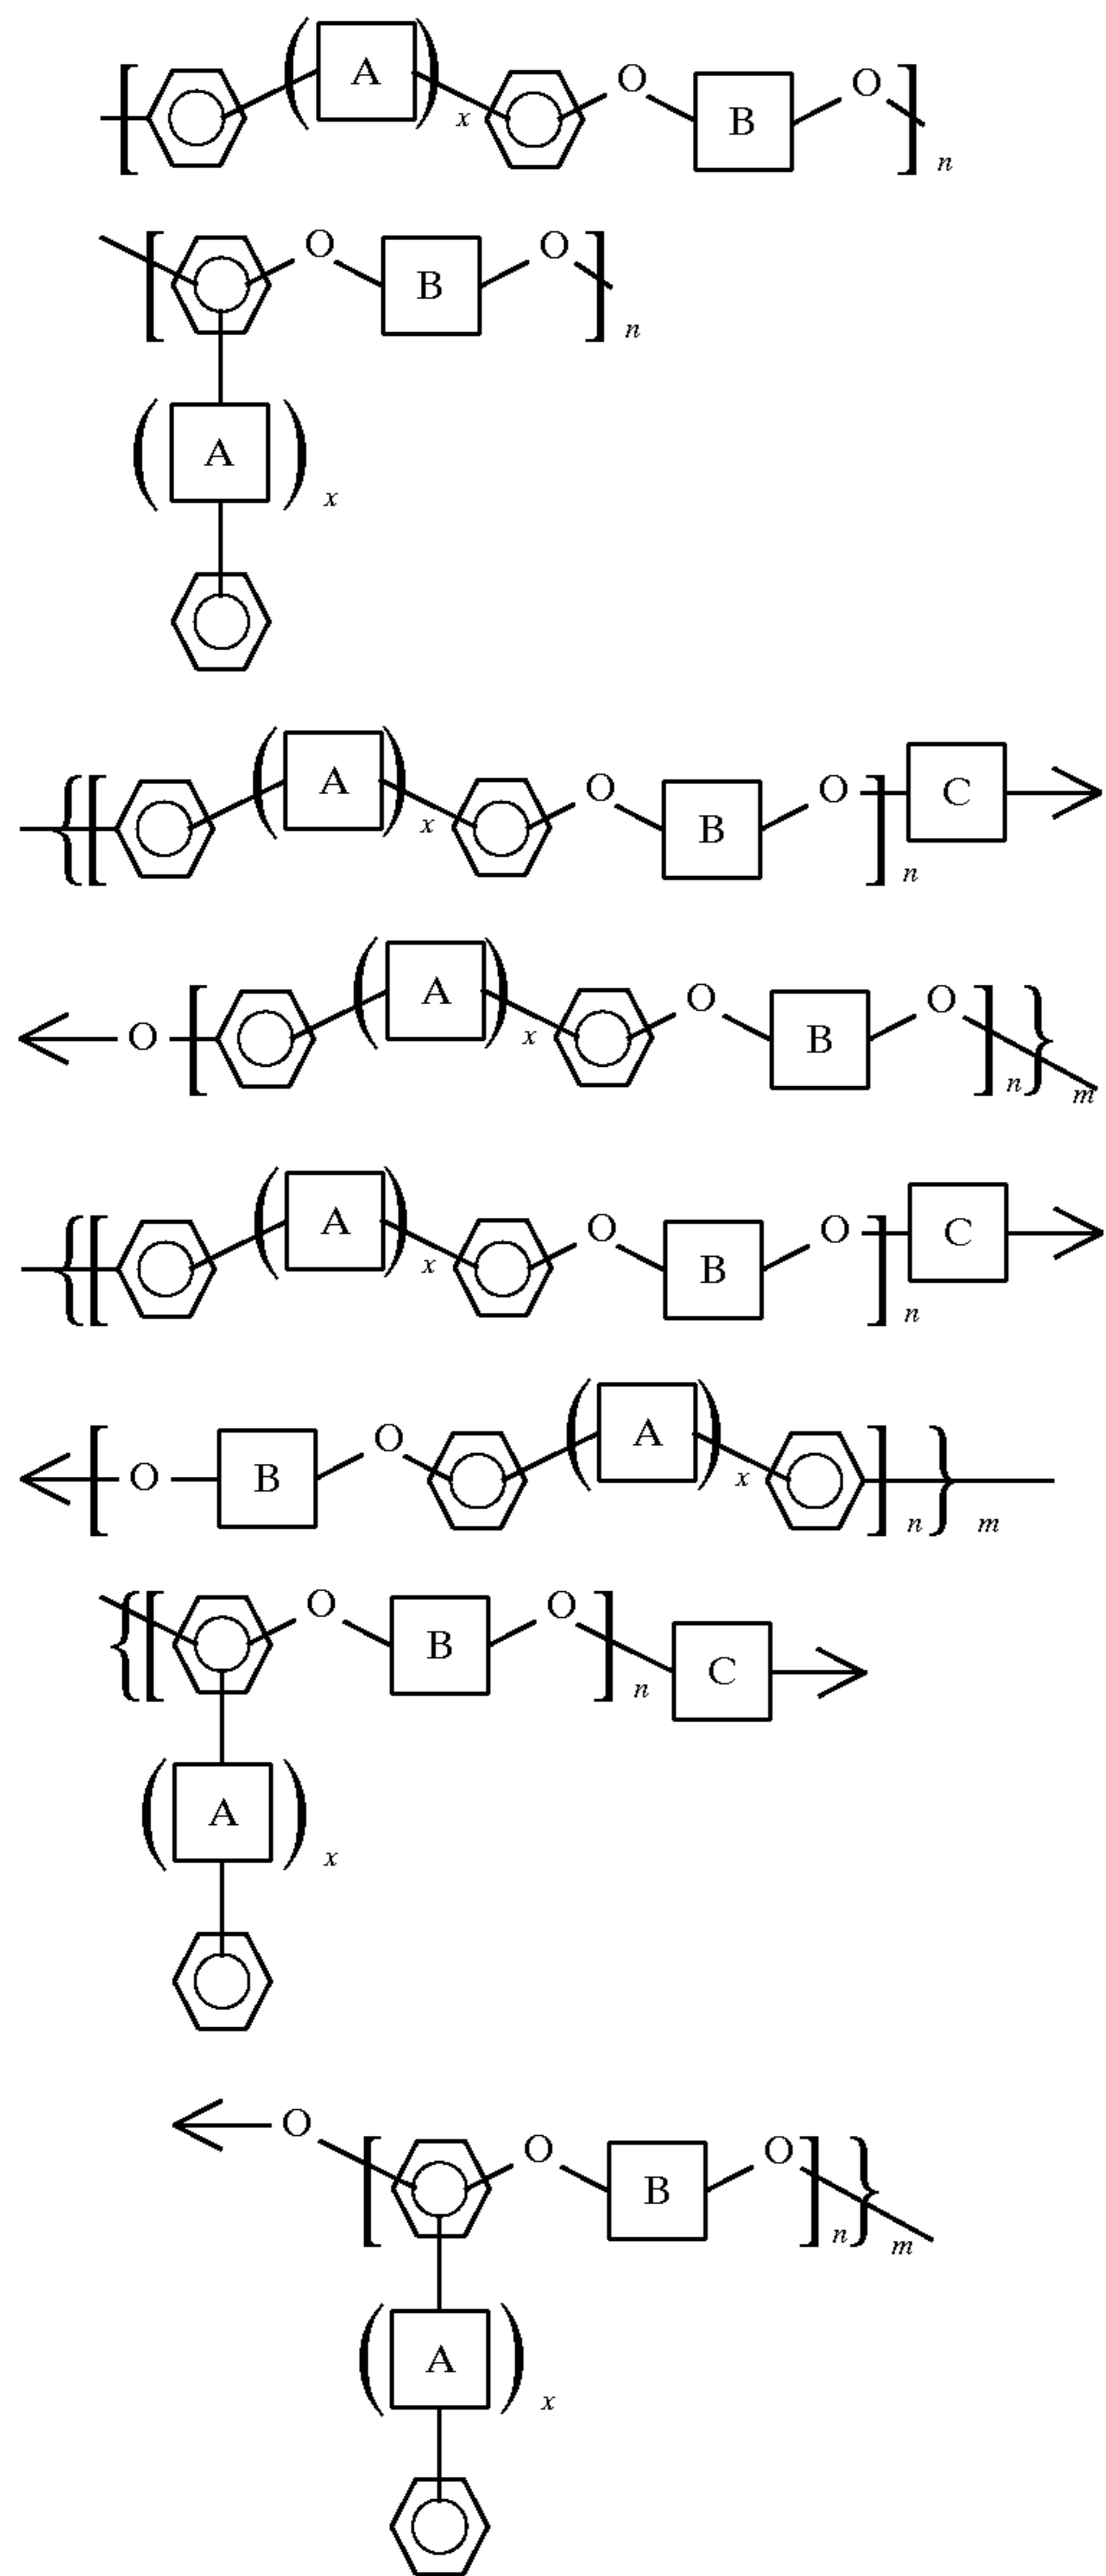 A x O B O n
O B O n
A x
A x O B O n C
O A x O B O n m
A x O B O n C
O B O A x n m
O B O n C
A x
O O B O n m
A x